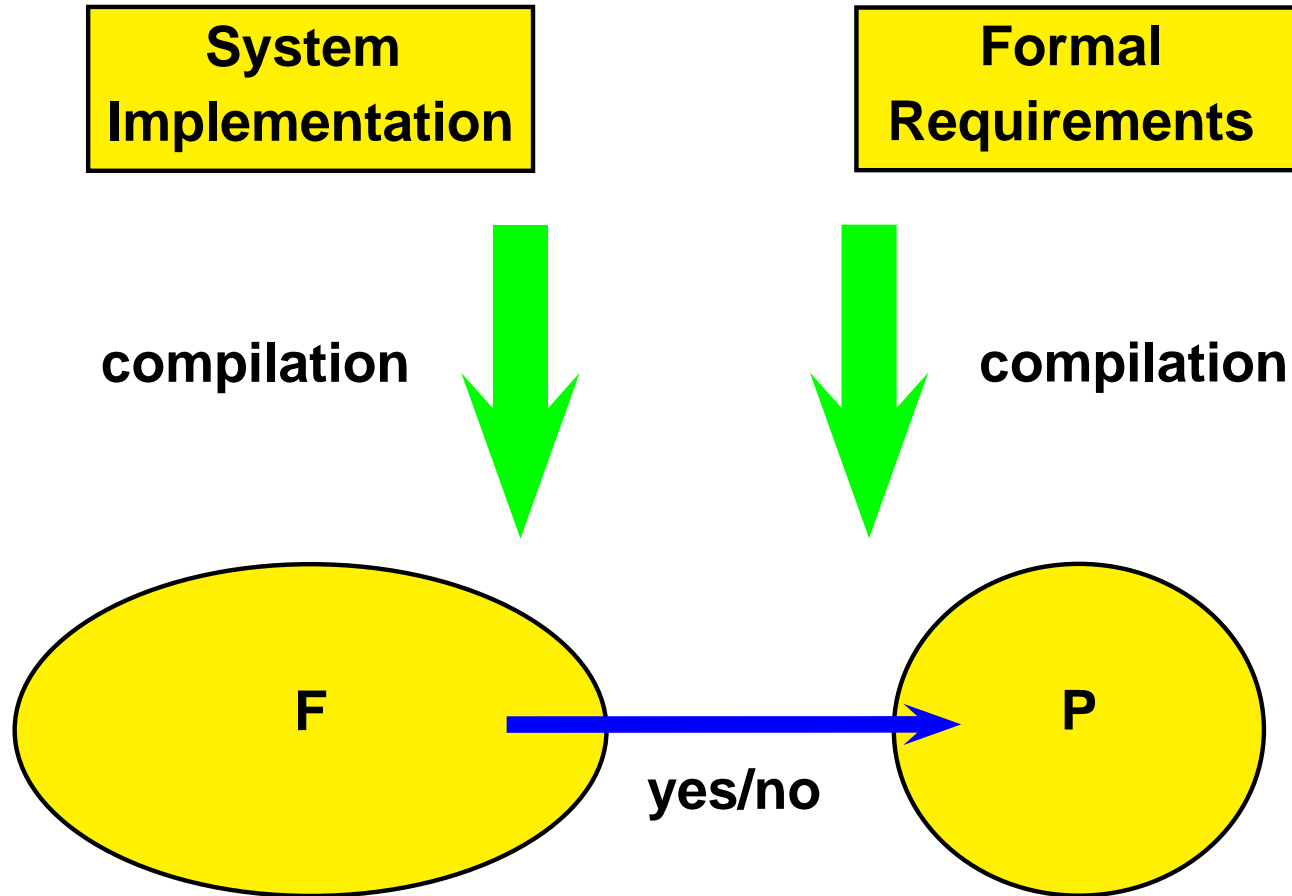 System
Implementation
Formal
Requirements
compilation
compilation
F
P
yes/no